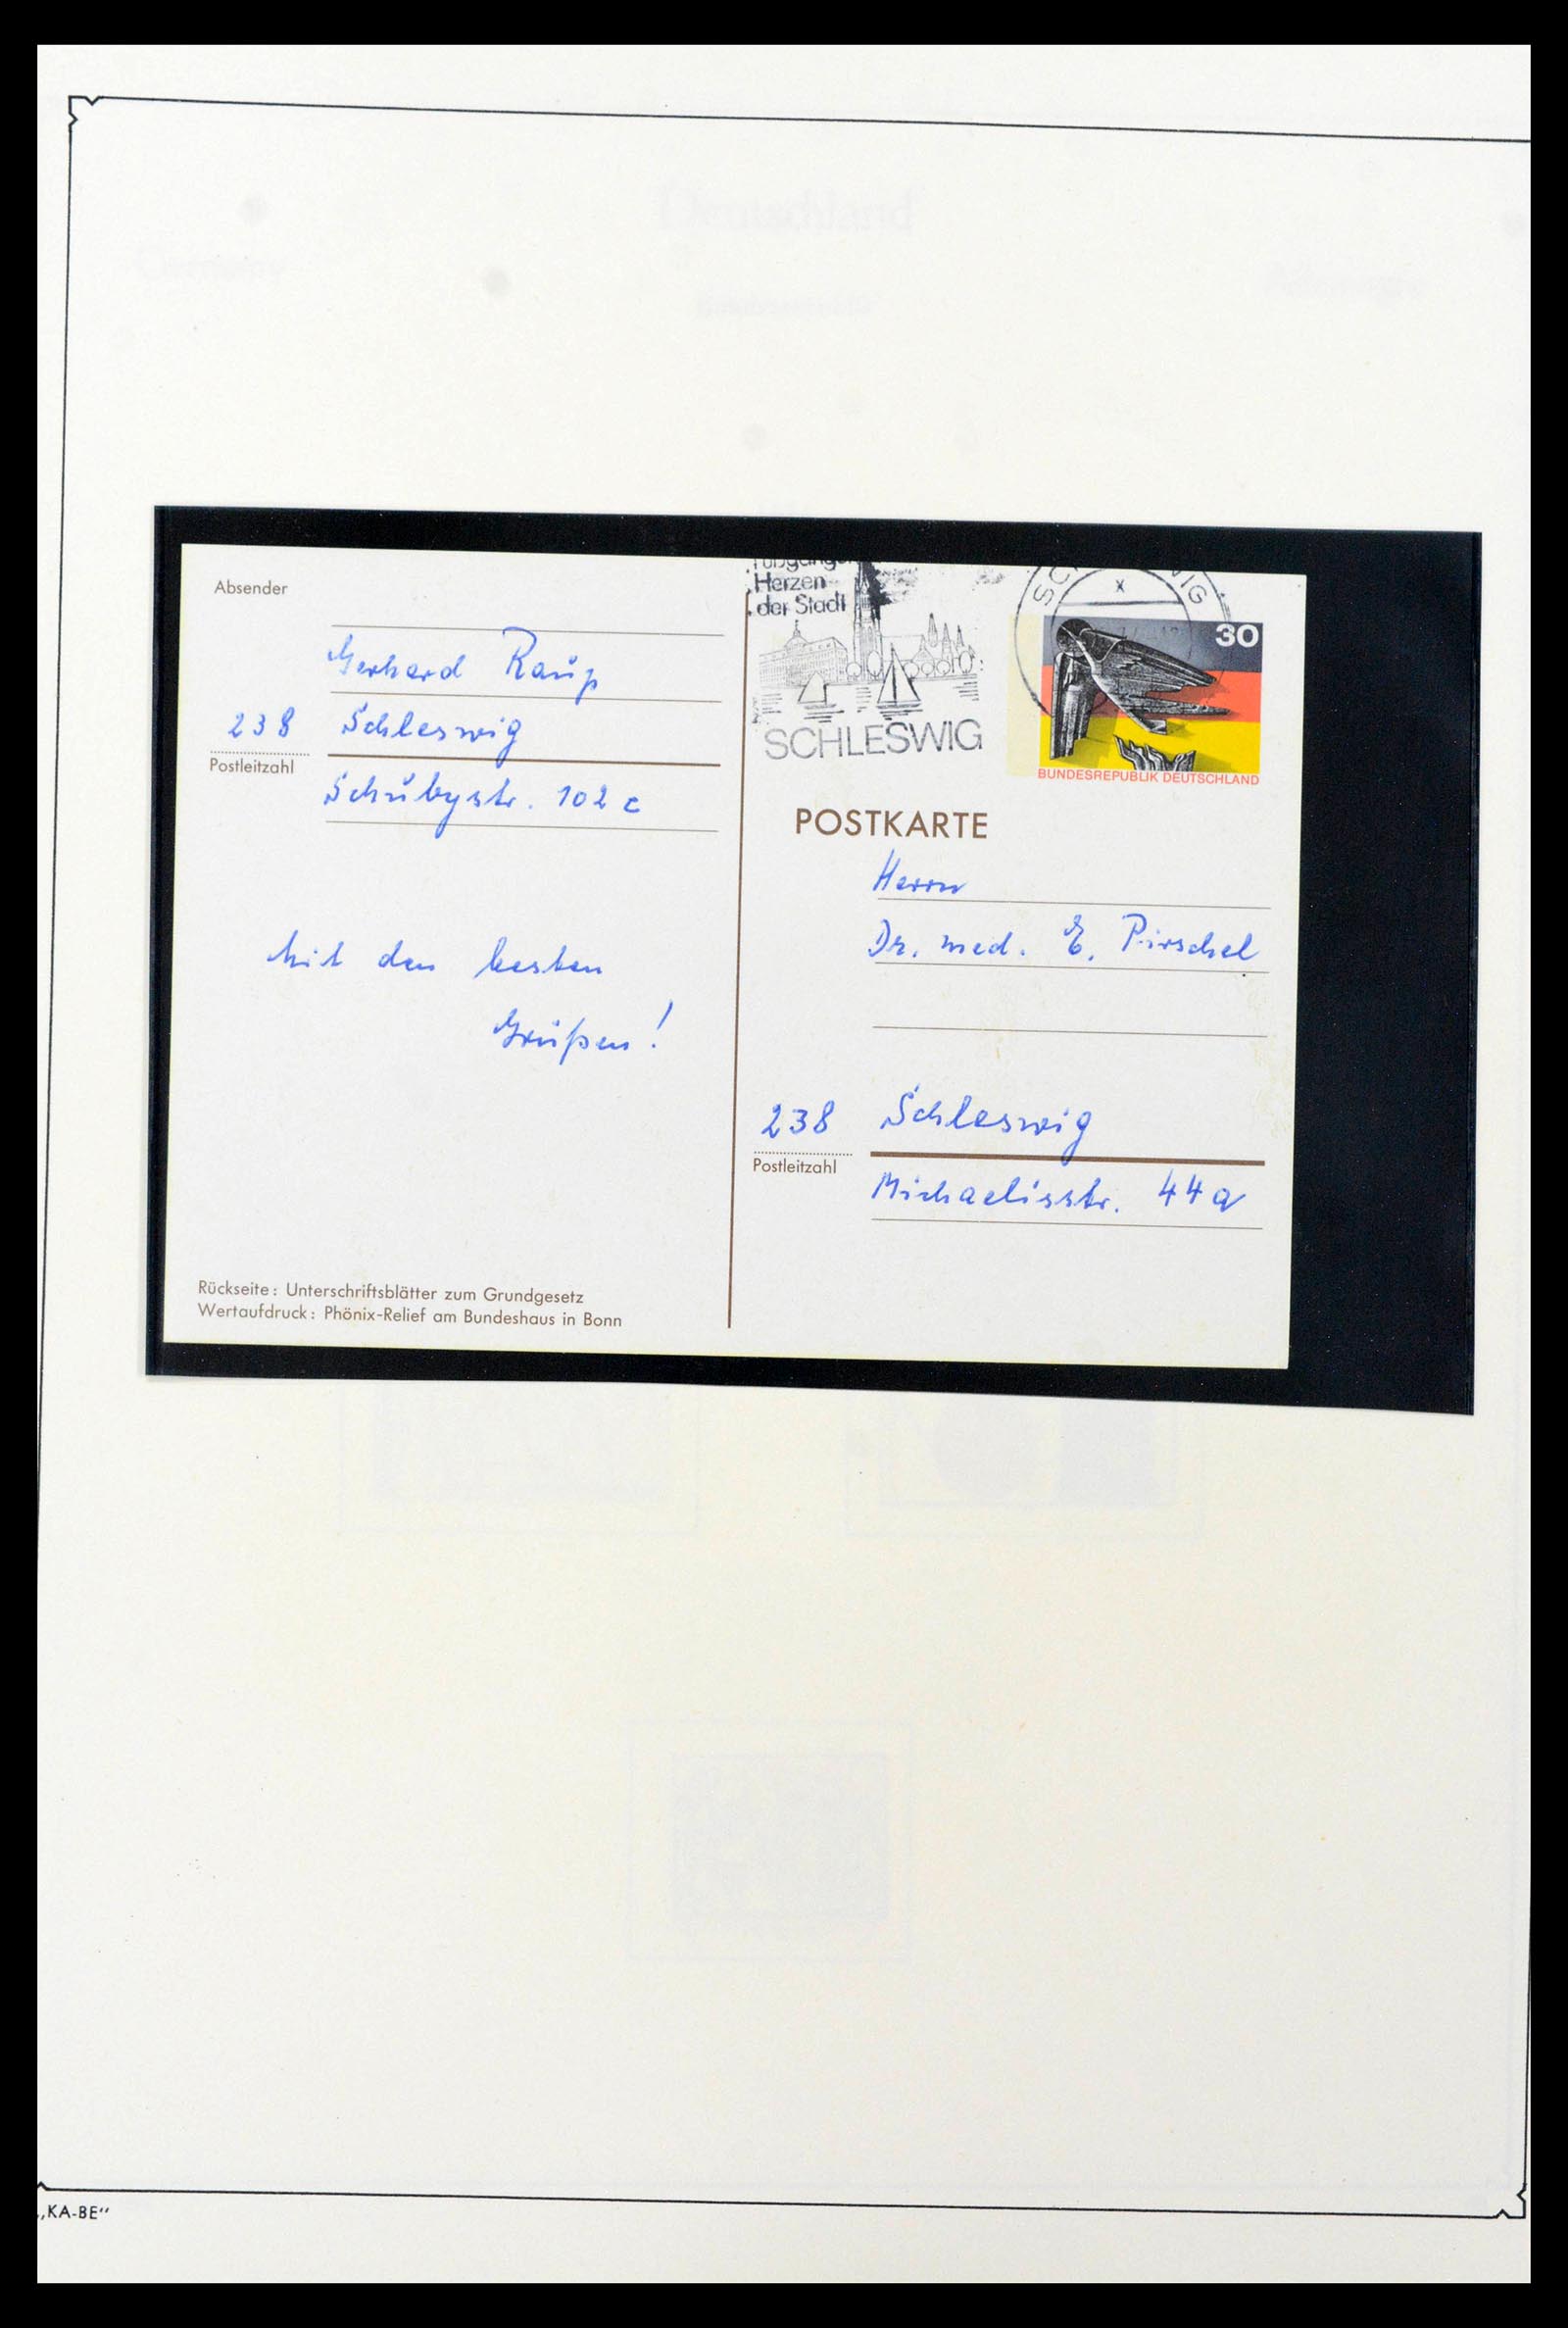 Absender
Gerhard Raup
238 Schleswig
Postleitzahl
Schubystr. 102 c
Mit den besten
Grüßen!
Rückseite: Unterschriftsblätter zum Grundgesetz
Wertaufdruck: Phönix-Relief am Bundeshaus in Bonn
Herzen
der Stadt
SCHLESWIG
30
BUNDESREPUBLIK DEUTSCHLAND
POSTKARTE
Herrn
Dr. med. E. Pirschel
238 Schleswig
Postleitzahl
Michaelisstr. 44a
„KA-BE“